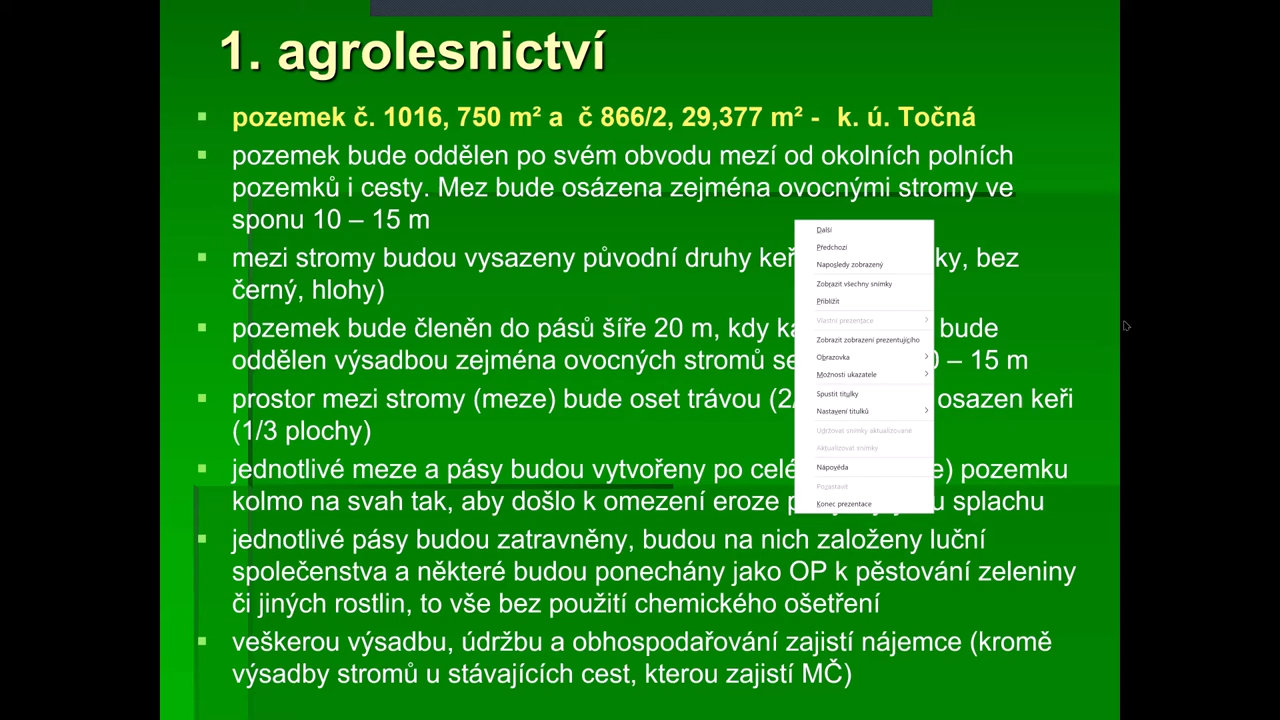 1. agrolesnictví
pozemek č. 1016, 750 m² a č 866/2, 29,377 m² - k. ú. Točná
pozemek bude oddělen po svém obvodu mezí od okolních polních
pozemků i cesty. Mez bude osázena zejména ovocnými stromy ve
sponu 10 – 15 m
mezi stromy budou vysazeny původní druhy keř ky, bez
černý, hlohy)
pozemek bude členěn do pásů šíře 20 m, kdy ka bude
oddělen výsadbou zejména ovocných stromů se 0 – 15 m
prostor mezi stromy (meze) bude oset trávou (2/ osazen keři
(1/3 plochy)
jednotlivé meze a pásy budou vytvořeny po celé e) pozemku
kolmo na svah tak, aby došlo k omezení eroze u splachu
jednotlivé pásy budou zatravněny, budou na nich založeny luční
společenstva a některé budou ponechány jako OP k pěstování zeleniny
či jiných rostlin, to vše bez použití chemického ošetření
veškerou výsadbu, údržbu a obhospodařování zajistí nájemce (kromě
výsadby stromů u stávajících cest, kterou zajistí MČ)
Další
Předchozí
Naposledy zobrazený
Zobrazit všechny snímky
Přiblížit
Vlastní prezentace
Zobrazit zobrazení prezentujícího
Obrazovka
Možnosti ukazatele
Spustit titulky
Nastavení titulků
Udržovat snímky aktualizované
Aktualizovat snímky
Nápověda
Pozastavit
Konec prezentace